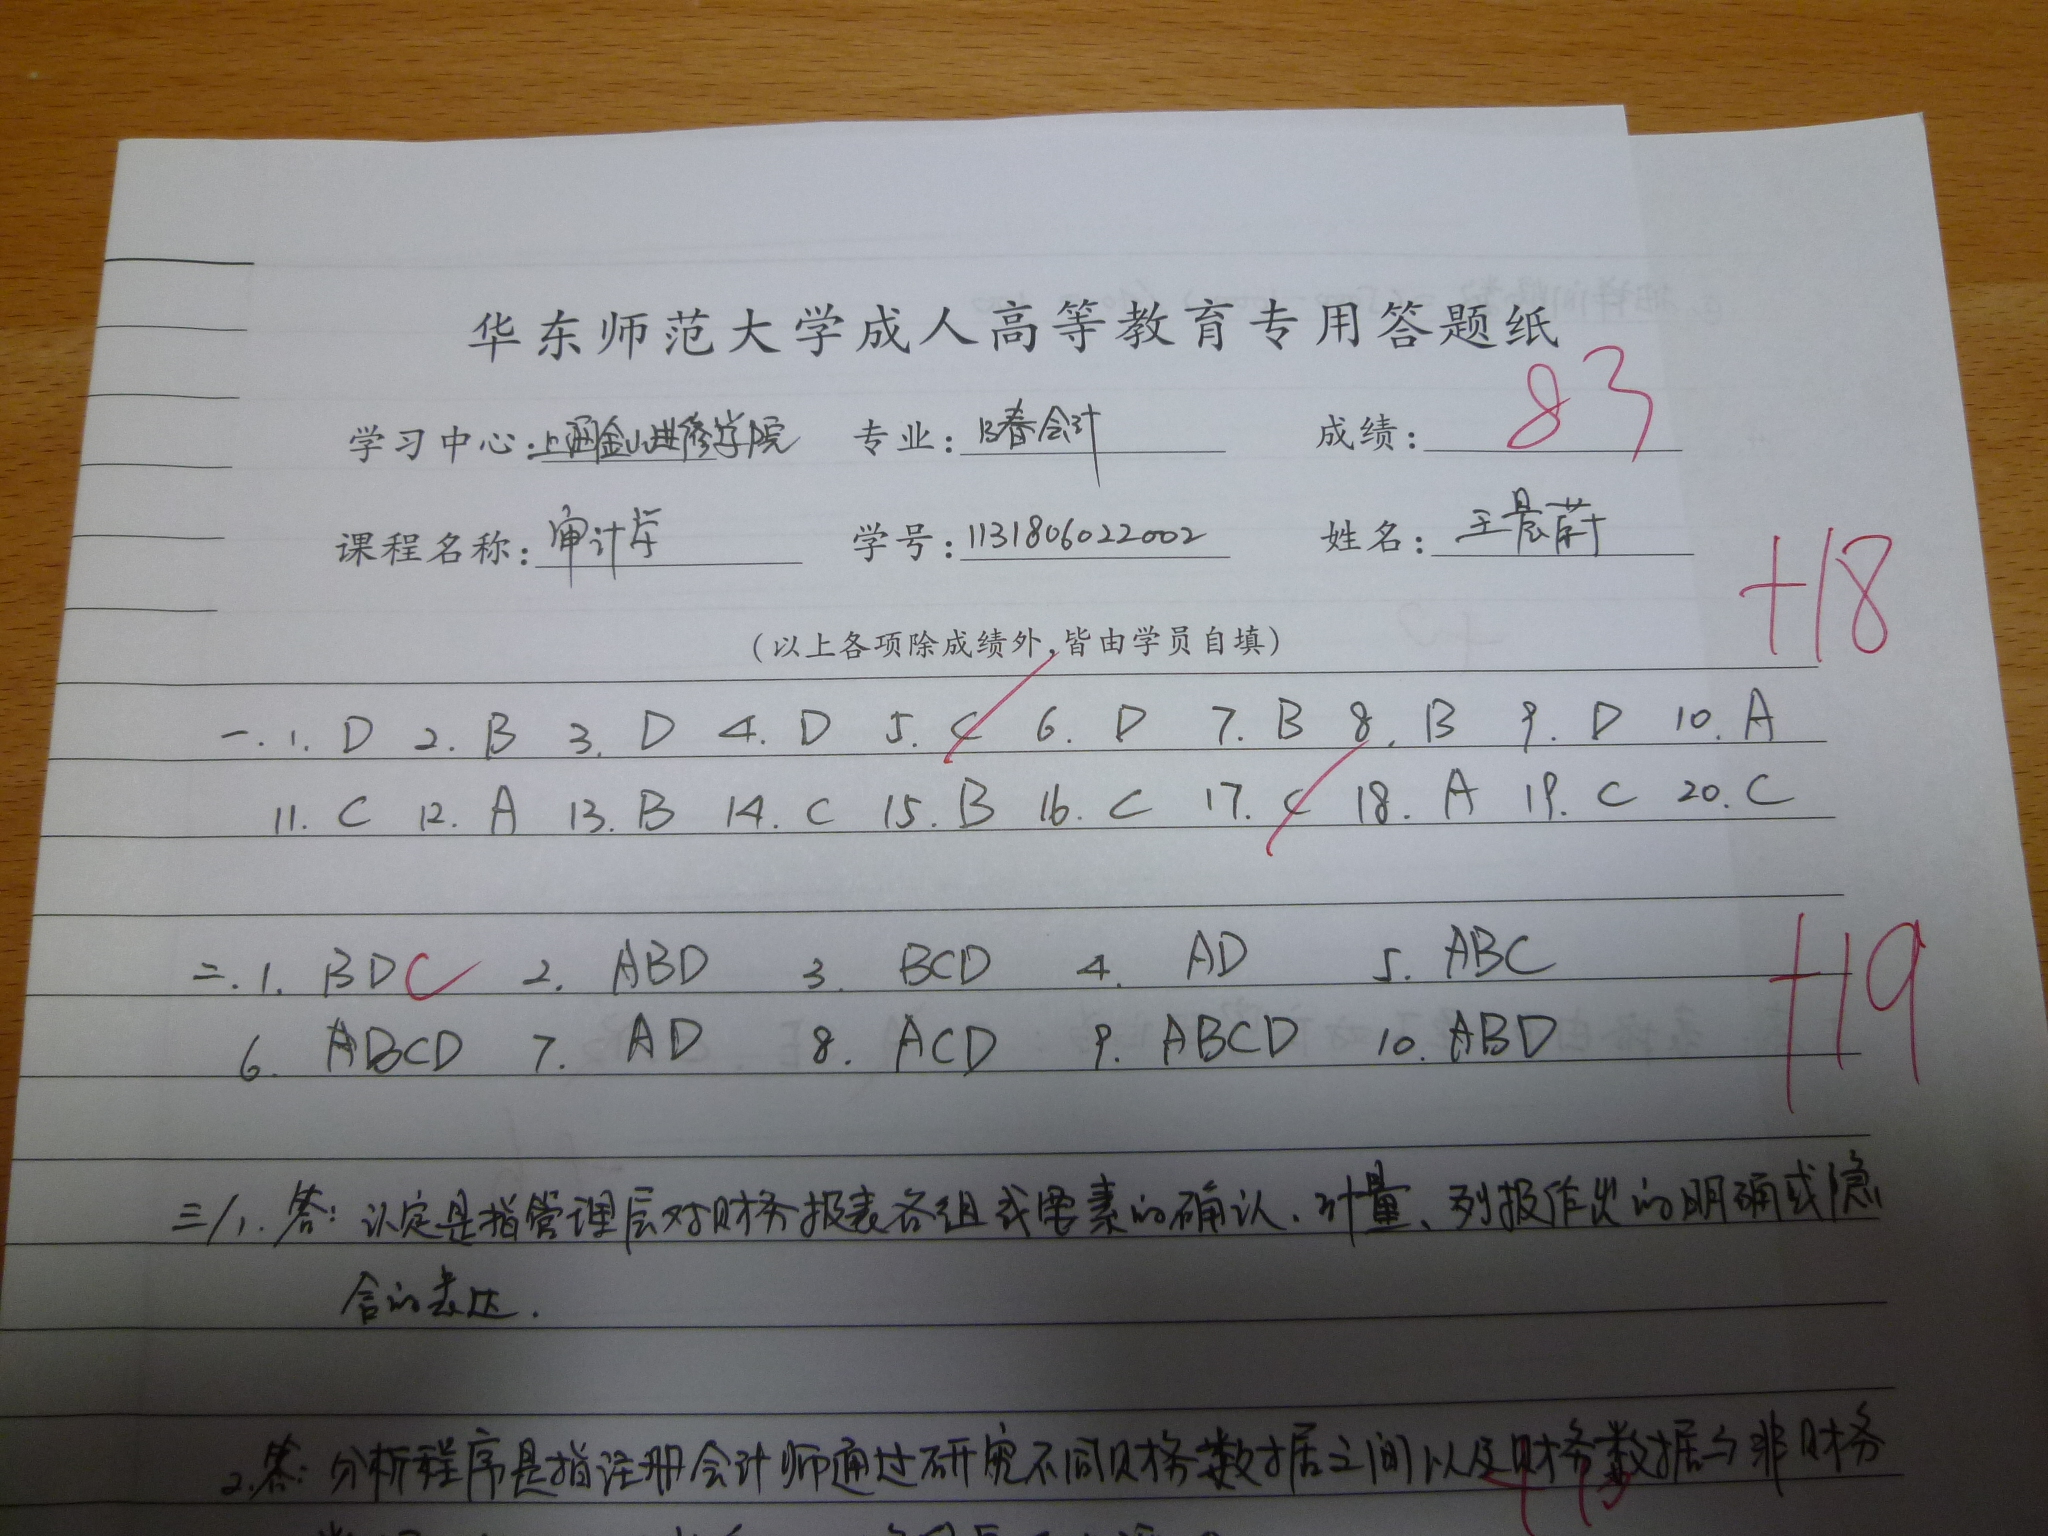 华东师范大学成人高等教育专用答题纸
学习中心:上海金山进修学院 专业:13春会计 成绩:83
课程名称:审计学 学号:1131806022002 姓名:王晨蔚
(以上各项除成绩外,皆由学员自填)
+18
一.1. D 2. B 3. D 4. D 5. C 6. D 7. B 8. B 9. D 10. A
11. C 12. A 13. B 14. C 15. B 16. C 17. C 18. A 19. C 20. C
二.1. BDC 2. ABD 3. BCD 4. AD 5. ABC
+19
6. ABCD 7. AD 8. ACD 9. ABCD 10. ABD
三/1. 答:认定是指管理层对财务报表各组成要素的确认、计量、列报作出的明确或隐
含的表达.
2.答:分析程序是指注册会计师通过研究不同财务数据之间以及财务数据与非财务